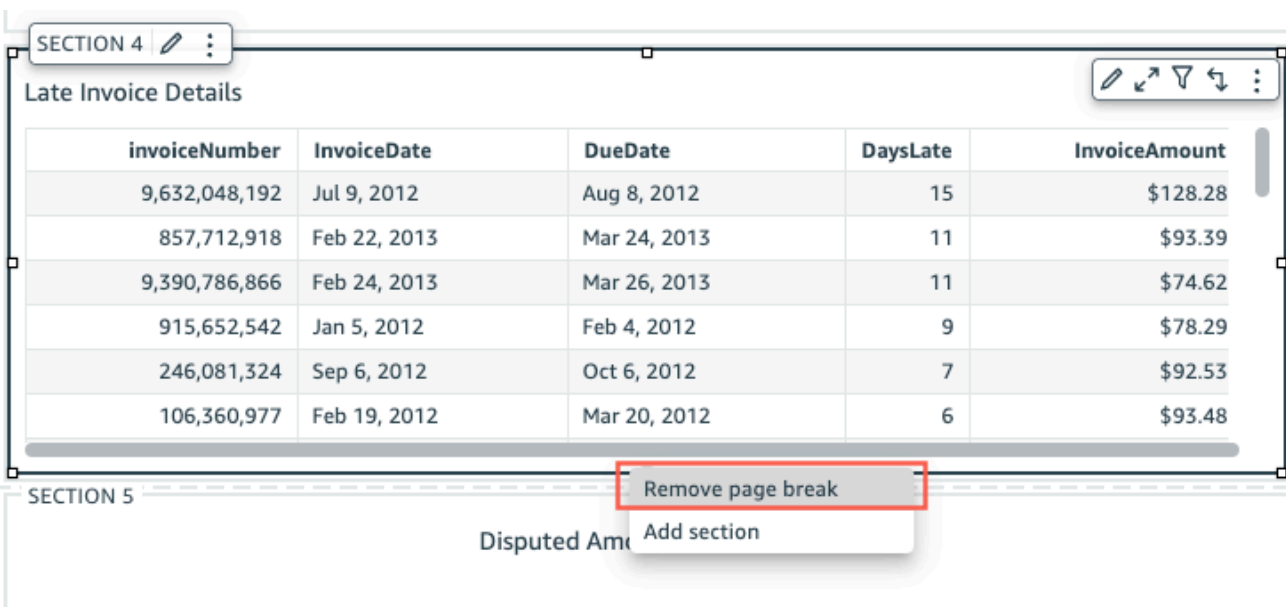 SECTION 4
Late Invoice Details
invoiceNumber InvoiceDate DueDate DaysLate InvoiceAmount
9,632,048,192 Jul 9, 2012 Aug 8, 2012 15 $128.28
857,712,918 Feb 22, 2013 Mar 24, 2013 11 $93.39
9,390,786,866 Feb 24, 2013 Mar 26, 2013 11 $74.62
915,652,542 Jan 5, 2012 Feb 4, 2012 9 $78.29
246,081,324 Sep 6, 2012 Oct 6, 2012 7 $92.53
106,360,977 Feb 19, 2012 Mar 20, 2012 6 $93.48
Remove page break
SECTION 5
Add section
Disputed